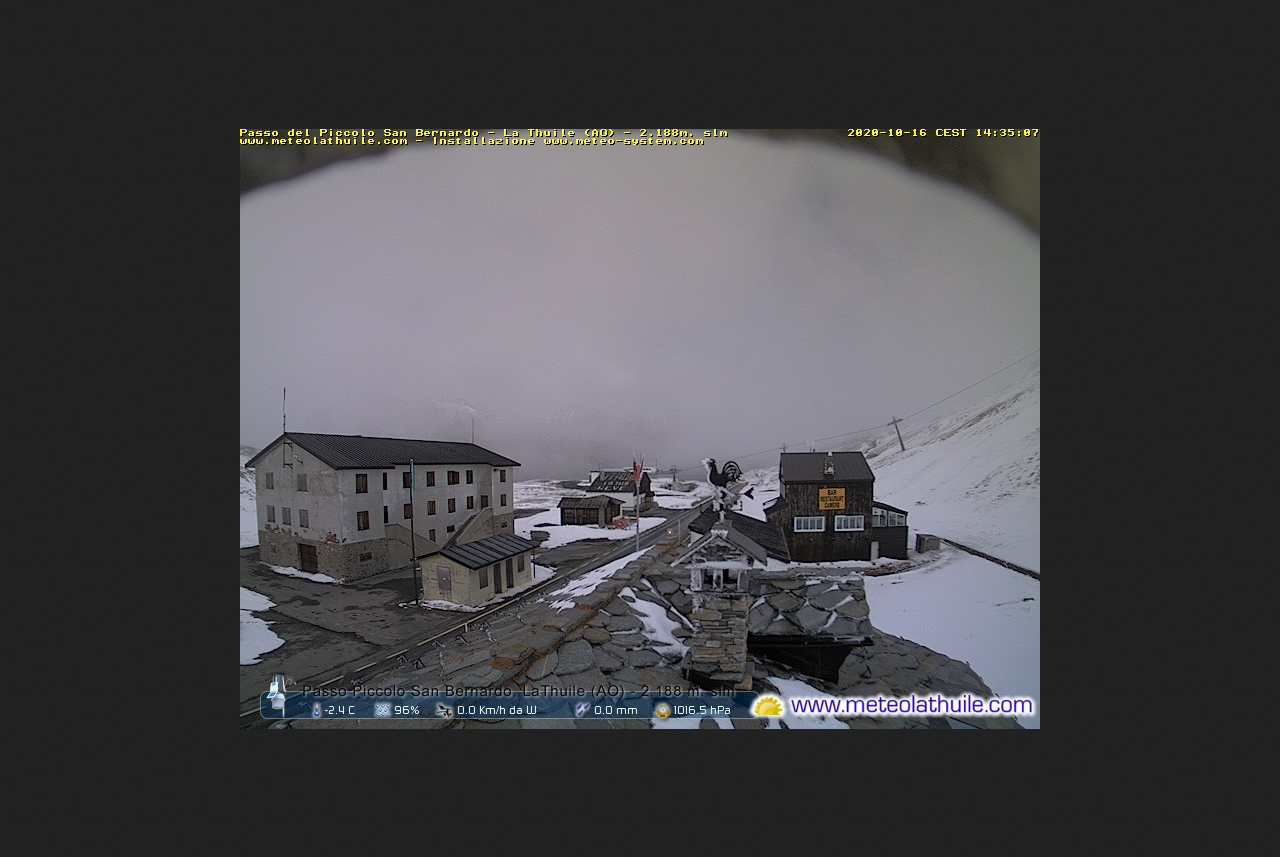 Passo del Piccolo San Bernardo - La Thuile (AO) - 2.188m. slm
2020-10-16 CEST 14:35:07
www.meteolathuile.com - Installazione www.meteo-system.com
BAR
RESTAURANT
CAMERE
Passo Piccolo San Bernardo, LaThuile (AO) - 2.188 m. slm
-2.4 C 96% 0.0 Km/h da W 0.0 mm 1016.5 hPa
www.meteolathuile.com